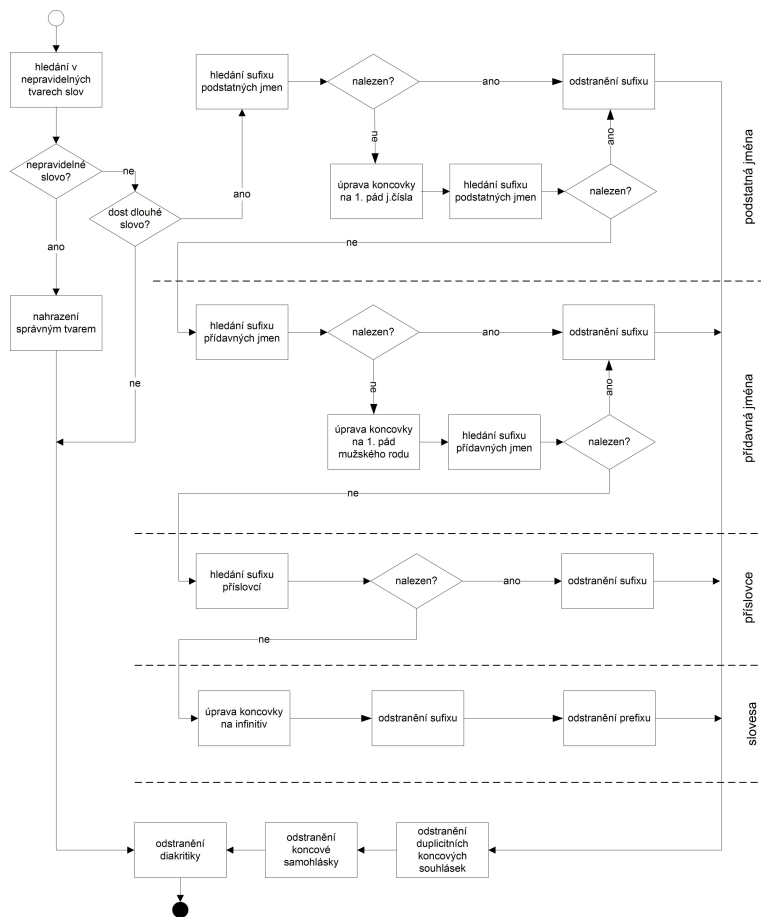 hledání v
nepravidelných
tvarech slov
nepravidelné
slovo?
ne
dost dlouhé
slovo?
ano
ano
nahrazení
správným tvarem
ne
hledání sufixu
podstatných jmen
nalezen?
ano
odstranění sufixu
ne
úprava koncovky
na 1. pád j.čísla
hledání sufixu
podstatných jmen
nalezen?
ano
ne
podstatná jména
hledání sufixu
přídavných jmen
nalezen?
ano
odstranění sufixu
ne
úprava koncovky
na 1. pád
mužského rodu
hledání sufixu
přídavných jmen
nalezen?
ano
ne
přídavná jména
hledání sufixu
příslovcí
nalezen?
ano
odstranění sufixu
ne
příslovce
úprava koncovky
na infinitiv
odstranění sufixu
odstranění prefixu
slovesa
odstranění
diakritiky
odstranění
koncové
samohlásky
odstranění
duplicitních
koncových
souhlásek